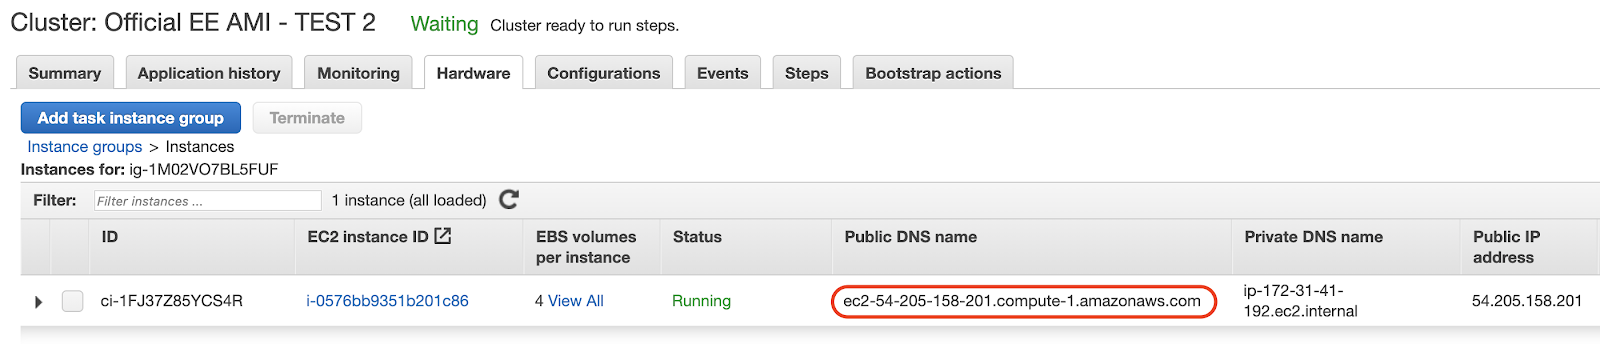 Cluster: Official EE AMI - TEST 2 Waiting Cluster ready to run steps.
Summary Application history Monitoring Hardware Configurations Events Steps Bootstrap actions
Add task instance group Terminate
Instance groups > Instances
Instances for: ig-1M02VO7BL5FUF
Filter: Filter instances ... 1 instance (all loaded)
ID EC2 instance ID EBS volumes per instance Status Public DNS name Private DNS name Public IP address
ci-1FJ37Z85YCS4R i-0576bb9351b201c86 4 View All Running ec2-54-205-158-201.compute-1.amazonaws.com ip-172-31-41-192.ec2.internal 54.205.158.201